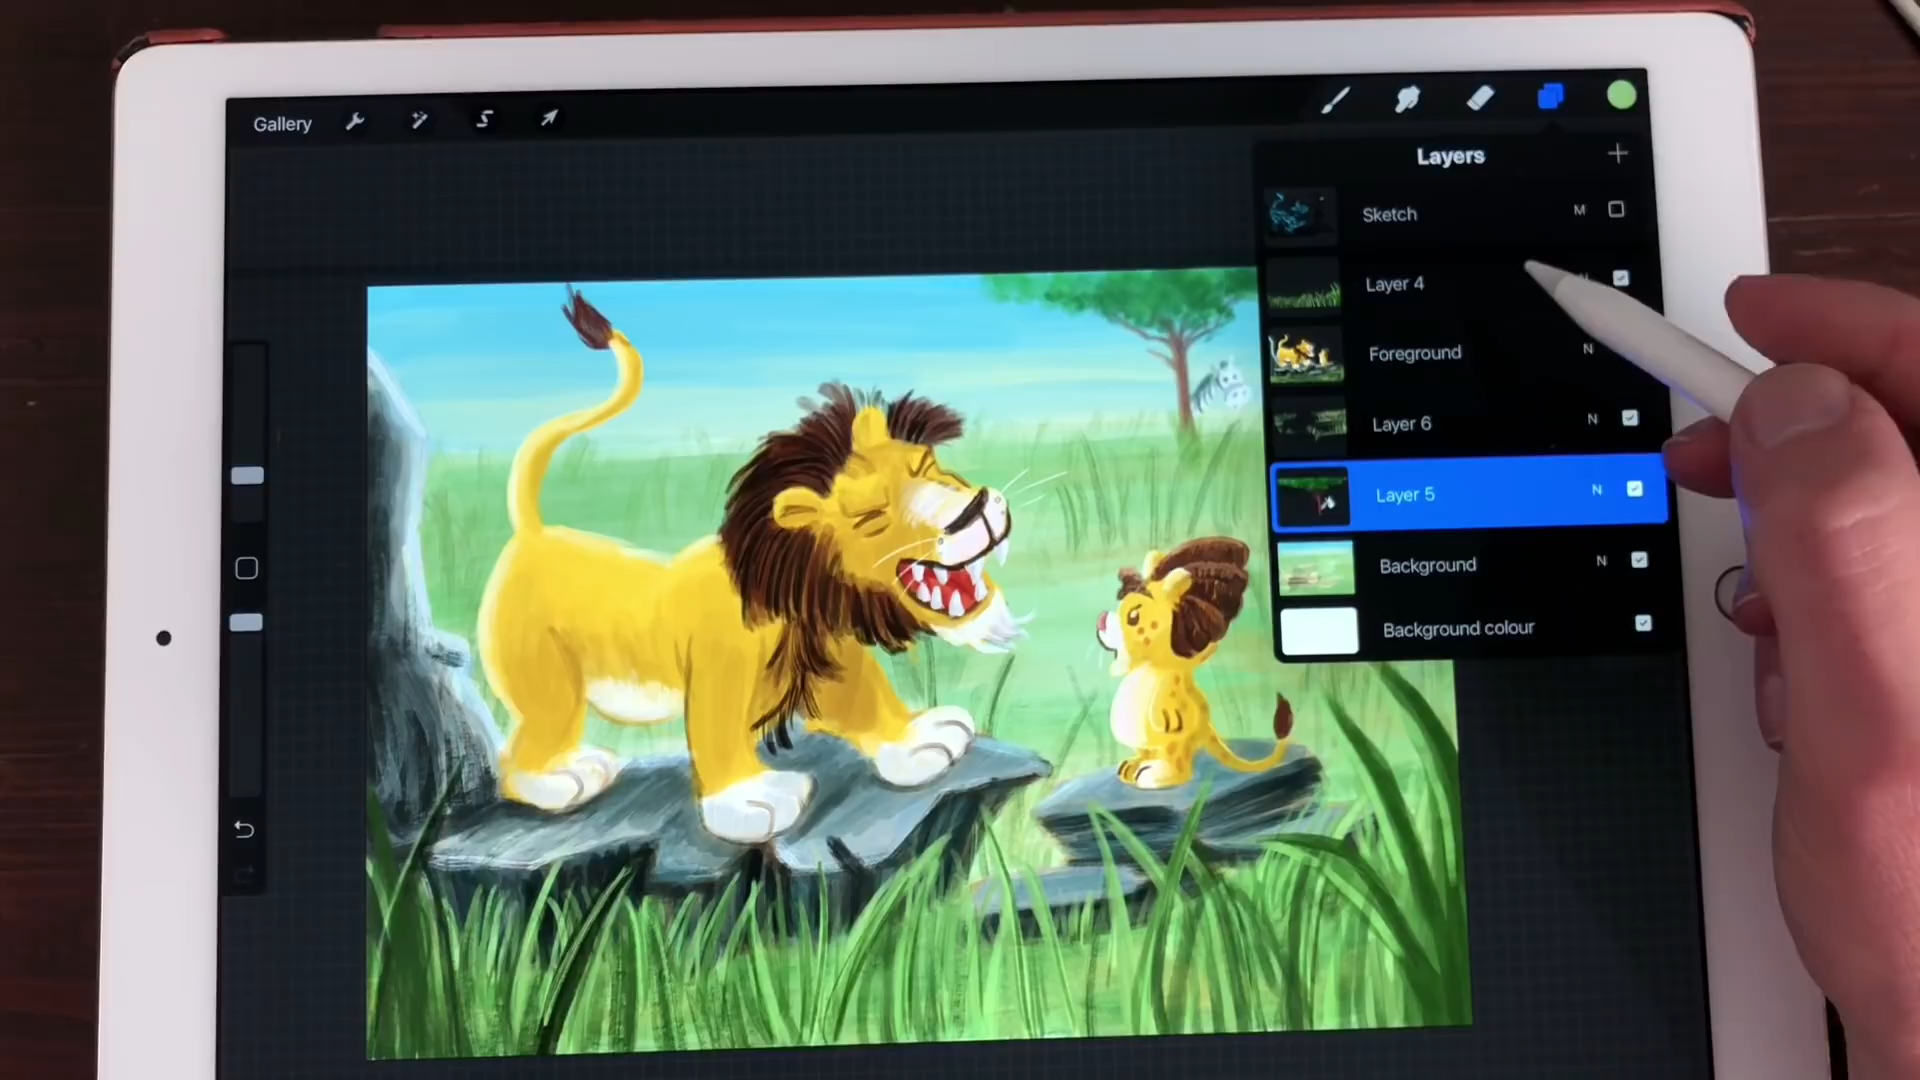 Gallery
Layers
Sketch M
Layer 4
Foreground N
Layer 6 N
Layer 5 N
Background N
Background colour